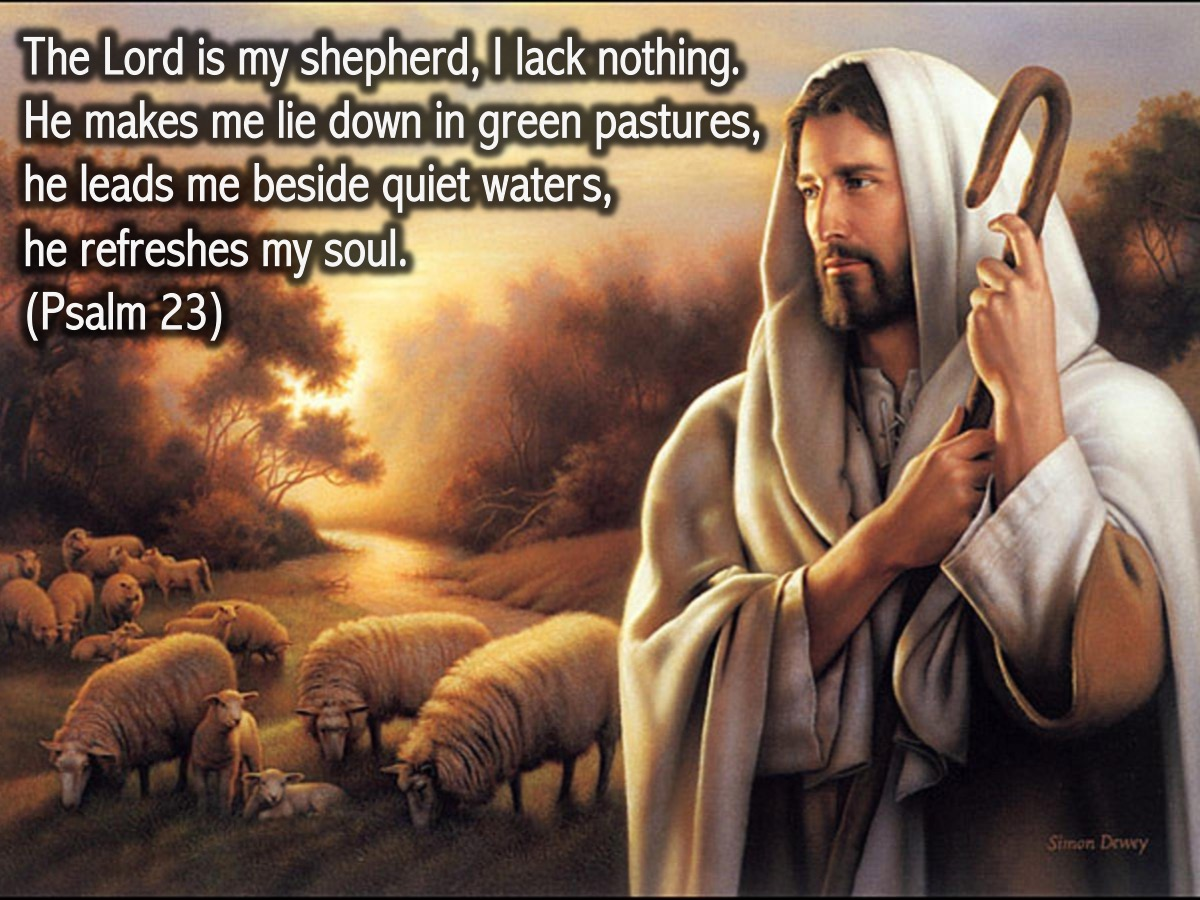 The Lord is my shepherd, I lack nothing.
He makes me lie down in green pastures,
he leads me beside quiet waters,
he refreshes my soul.
(Psalm 23)
Simon Dewey